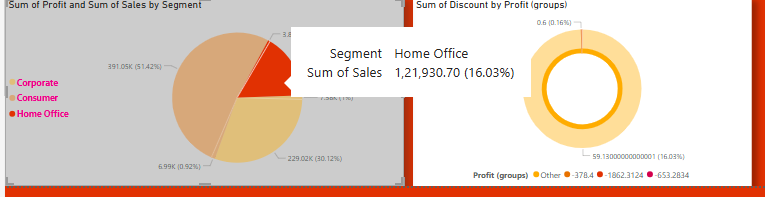 Sum of Profit and Sum of Sales by Segment
391.05K (51.42%)
Corporate
Consumer
Home Office
3.8
7.58K (1%)
229.02K (30.12%)
6.99K (0.92%)
Segment Home Office
Sum of Sales 1,21,930.70 (16.03%)
Sum of Discount by Profit (groups)
0.6 (0.16%)
59.13000000000001 (16.03%)
Profit (groups) Other -378.4 -1862.3124 -653.2834